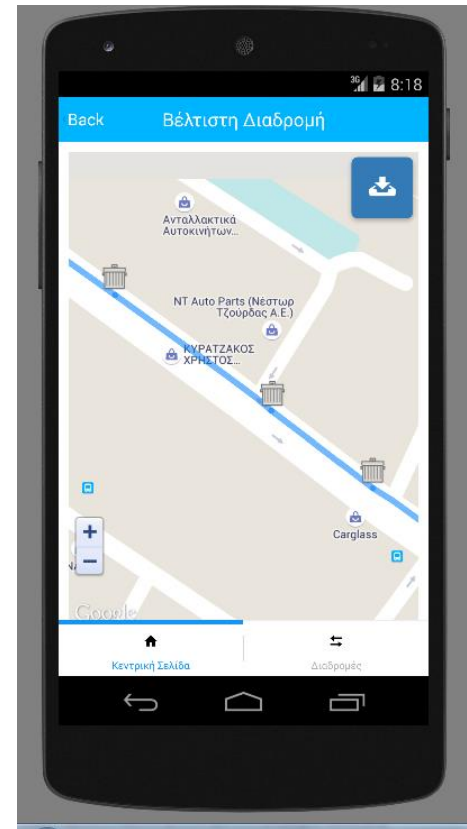 3G 8:18
Back Βέλτιστη Διαδρομή
Ανταλλακτικά
Αυτοκινήτων...
NT Auto Parts (Νέστωρ
Τζούρδας Α.Ε.)
ΚΥΡΑΤΖΑΚΟΣ
ΧΡΗΣΤΟΣ...
Carglass
+
−
Google
Κεντρική Σελίδα Διαδρομές